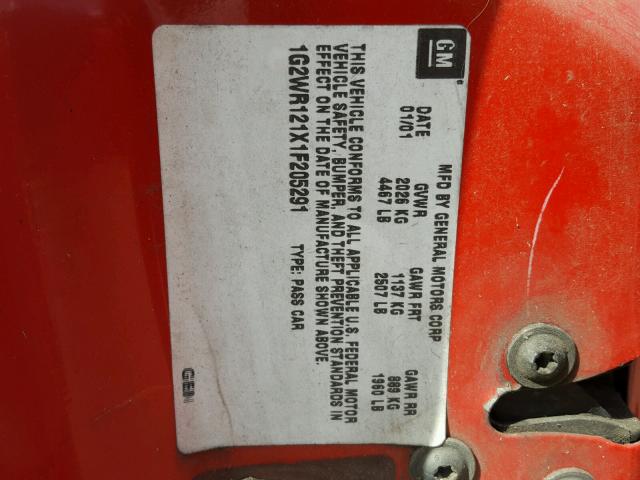 GM
MFD BY GENERAL MOTORS CORP
DATE GVWR GAWR FRT GAWR RR
01/01 2026 KG 1137 KG 889 KG
4467 LB 2507 LB 1960 LB
THIS VEHICLE CONFORMS TO ALL APPLICABLE U.S. FEDERAL MOTOR
VEHICLE SAFETY, BUMPER, AND THEFT PREVENTION STANDARDS IN
EFFECT ON THE DATE OF MANUFACTURE SHOWN ABOVE.
1G2WR121X1F205291 TYPE: PASS CAR